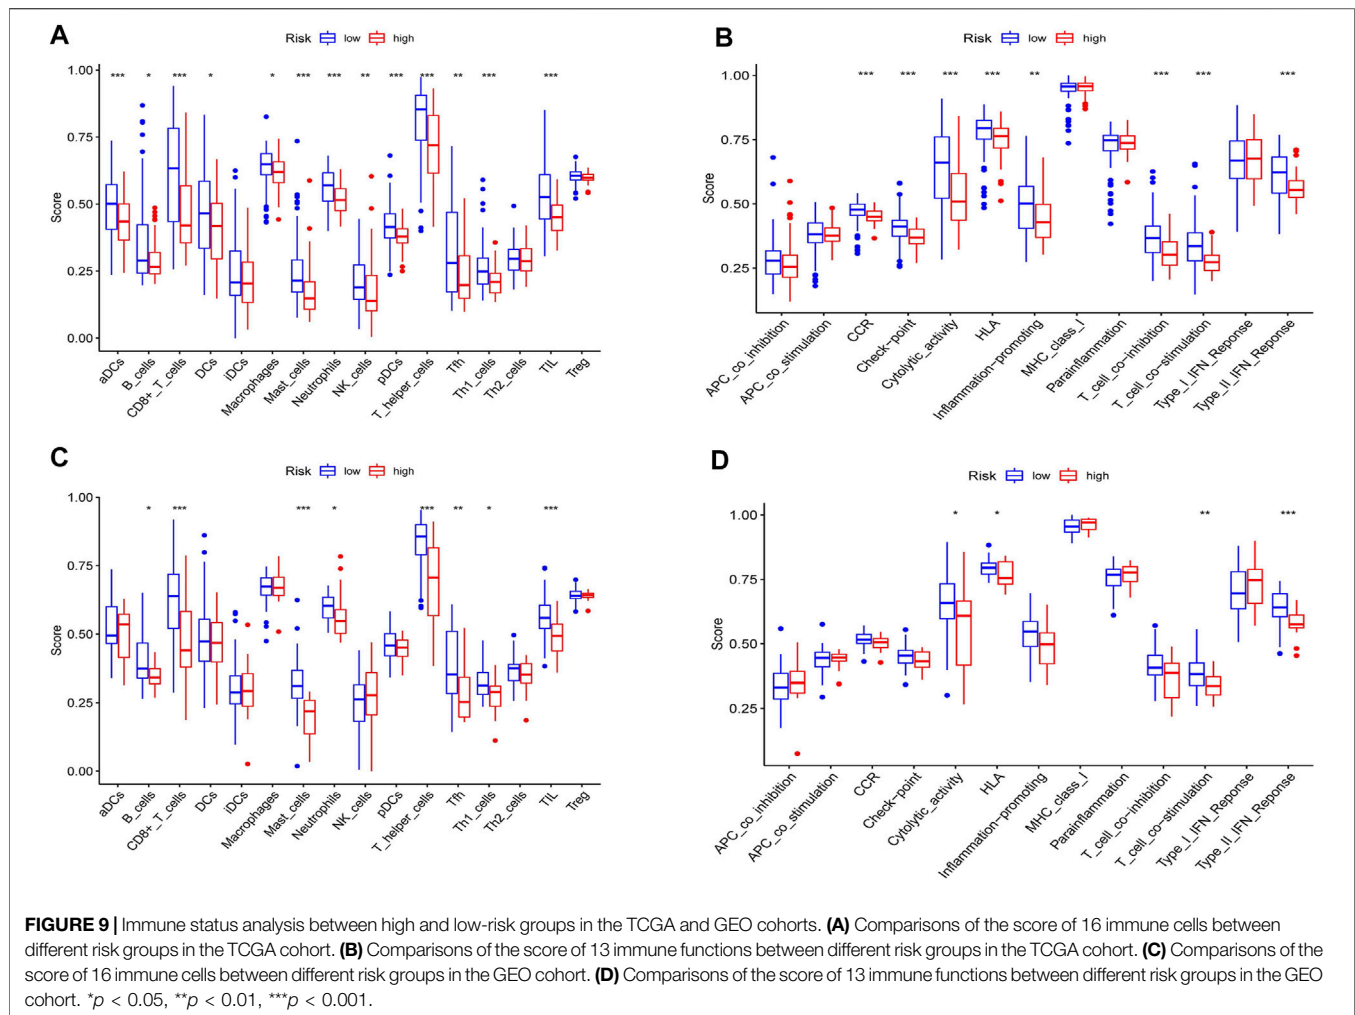 A
Risk low high
*** * *** * * *** *** ** *** *** ** *** ***
1.00
0.75
0.50
0.25
0.00
Score
aDCs
B_cells
CD8+_T_cells
DCs
iDCs
Macrophages
Mast_cells
Neutrophils
NK_cells
pDCs
T_helper_cells
Tfh
Th1_cells
Th2_cells
TIL
Treg
B
Risk low high
*** *** *** *** ** *** *** ***
1.00
0.75
0.50
0.25
Score
APC_co_inhibition
APC_co_stimulation
CCR
Check-point
Cytolytic_activity
HLA
Inflammation-promoting
MHC_class_I
Parainflammation
T_cell_co-inhibition
T_cell_co-stimulation
Type_I_IFN_Reponse
Type_II_IFN_Reponse
C
Risk low high
* *** *** * *** ** * ***
1.00
0.75
0.50
0.25
0.00
Score
aDCs
B_cells
CD8+_T_cells
DCs
iDCs
Macrophages
Mast_cells
Neutrophils
NK_cells
pDCs
T_helper_cells
Tfh
Th1_cells
Th2_cells
TIL
Treg
D
Risk low high
* * ** ***
1.00
0.75
0.50
0.25
Score
APC_co_inhibition
APC_co_stimulation
CCR
Check-point
Cytolytic_activity
HLA
Inflammation-promoting
MHC_class_I
Parainflammation
T_cell_co-inhibition
T_cell_co-stimulation
Type_I_IFN_Reponse
Type_II_IFN_Reponse
FIGURE 9 | Immune status analysis between high and low-risk groups in the TCGA and GEO cohorts. (A) Comparisons of the score of 16 immune cells between
different risk groups in the TCGA cohort. (B) Comparisons of the score of 13 immune functions between different risk groups in the TCGA cohort. (C) Comparisons of the
score of 16 immune cells between different risk groups in the GEO cohort. (D) Comparisons of the score of 13 immune functions between different risk groups in the GEO
cohort. *p < 0.05, **p < 0.01, ***p < 0.001.